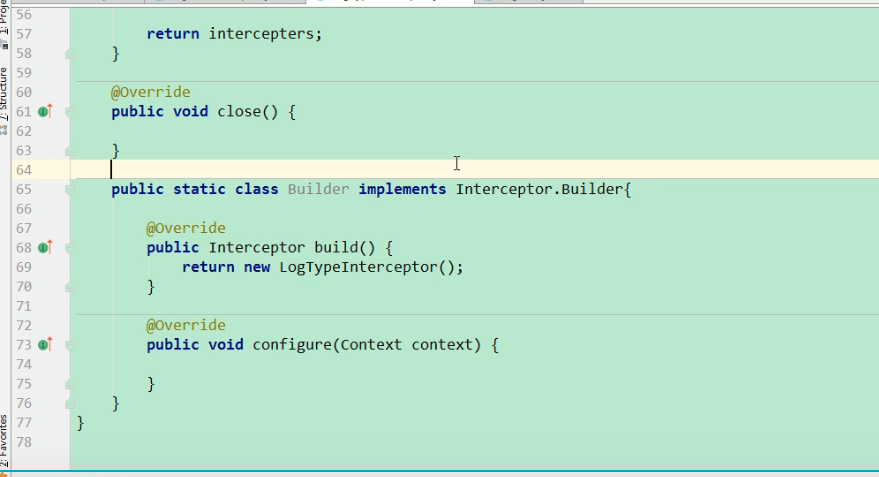 56
57 return intercepters;
58 }
59
60 @Override
61 public void close() {
62
63 }
64
65 public static class Builder implements Interceptor.Builder{
66
67 @Override
68 public Interceptor build() {
69 return new LogTypeInterceptor();
70 }
71
72 @Override
73 public void configure(Context context) {
74
75 }
76 }
77 }
78
1: Proje
7: Structure
2: Favorites